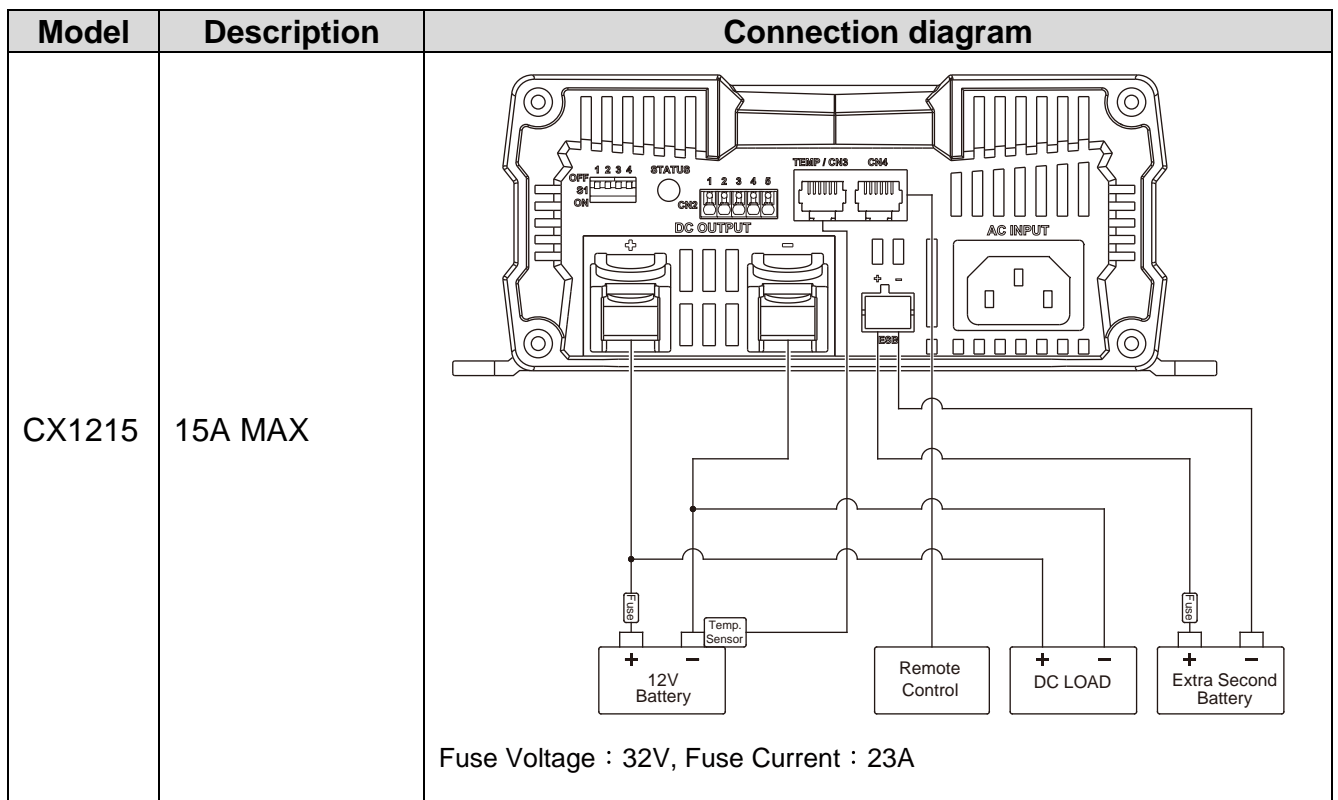 Model Description Connection diagram
CX1215 15A MAX
OFF 1 2 3 4
S1
ON
STATUS
1 2 3 4 5
CN2
TEMP / CN3 CN4
DC OUTPUT
+ -
AC INPUT
+ -
ESB
Fuse
Fuse
Temp.
Sensor
+ -
12V
Battery
Remote
Control
+ -
DC LOAD
+ -
Extra Second
Battery
Fuse Voltage：32V, Fuse Current：23A